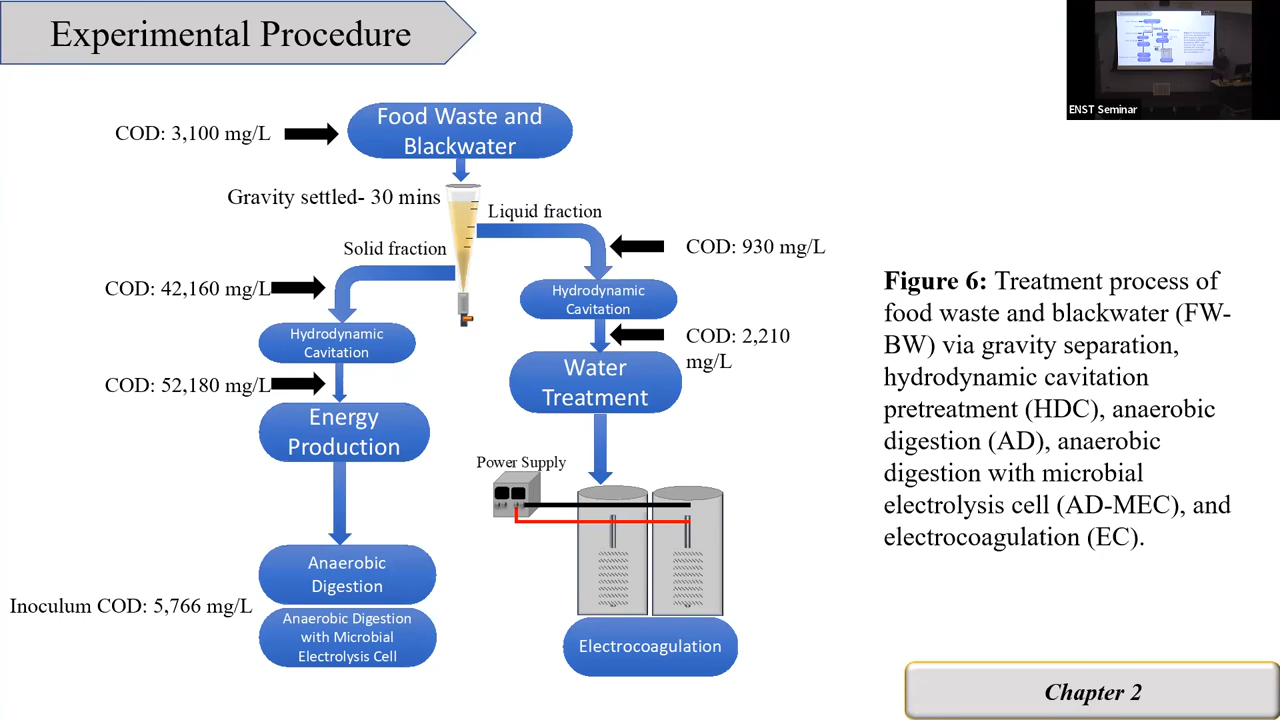 Experimental Procedure
ENST Seminar
COD: 3,100 mg/L
Food Waste and
Blackwater
Gravity settled- 30 mins
Liquid fraction
Solid fraction
COD: 930 mg/L
COD: 42,160 mg/L
Hydrodynamic
Cavitation
Hydrodynamic
Cavitation
COD: 2,210
mg/L
COD: 52,180 mg/L
Water
Treatment
Energy
Production
Power Supply
Anaerobic
Digestion
Inoculum COD: 5,766 mg/L
Anaerobic Digestion
with Microbial
Electrolysis Cell
Electrocoagulation
Figure 6: Treatment process of
food waste and blackwater (FW-
BW) via gravity separation,
hydrodynamic cavitation
pretreatment (HDC), anaerobic
digestion (AD), anaerobic
digestion with microbial
electrolysis cell (AD-MEC), and
electrocoagulation (EC).
Chapter 2